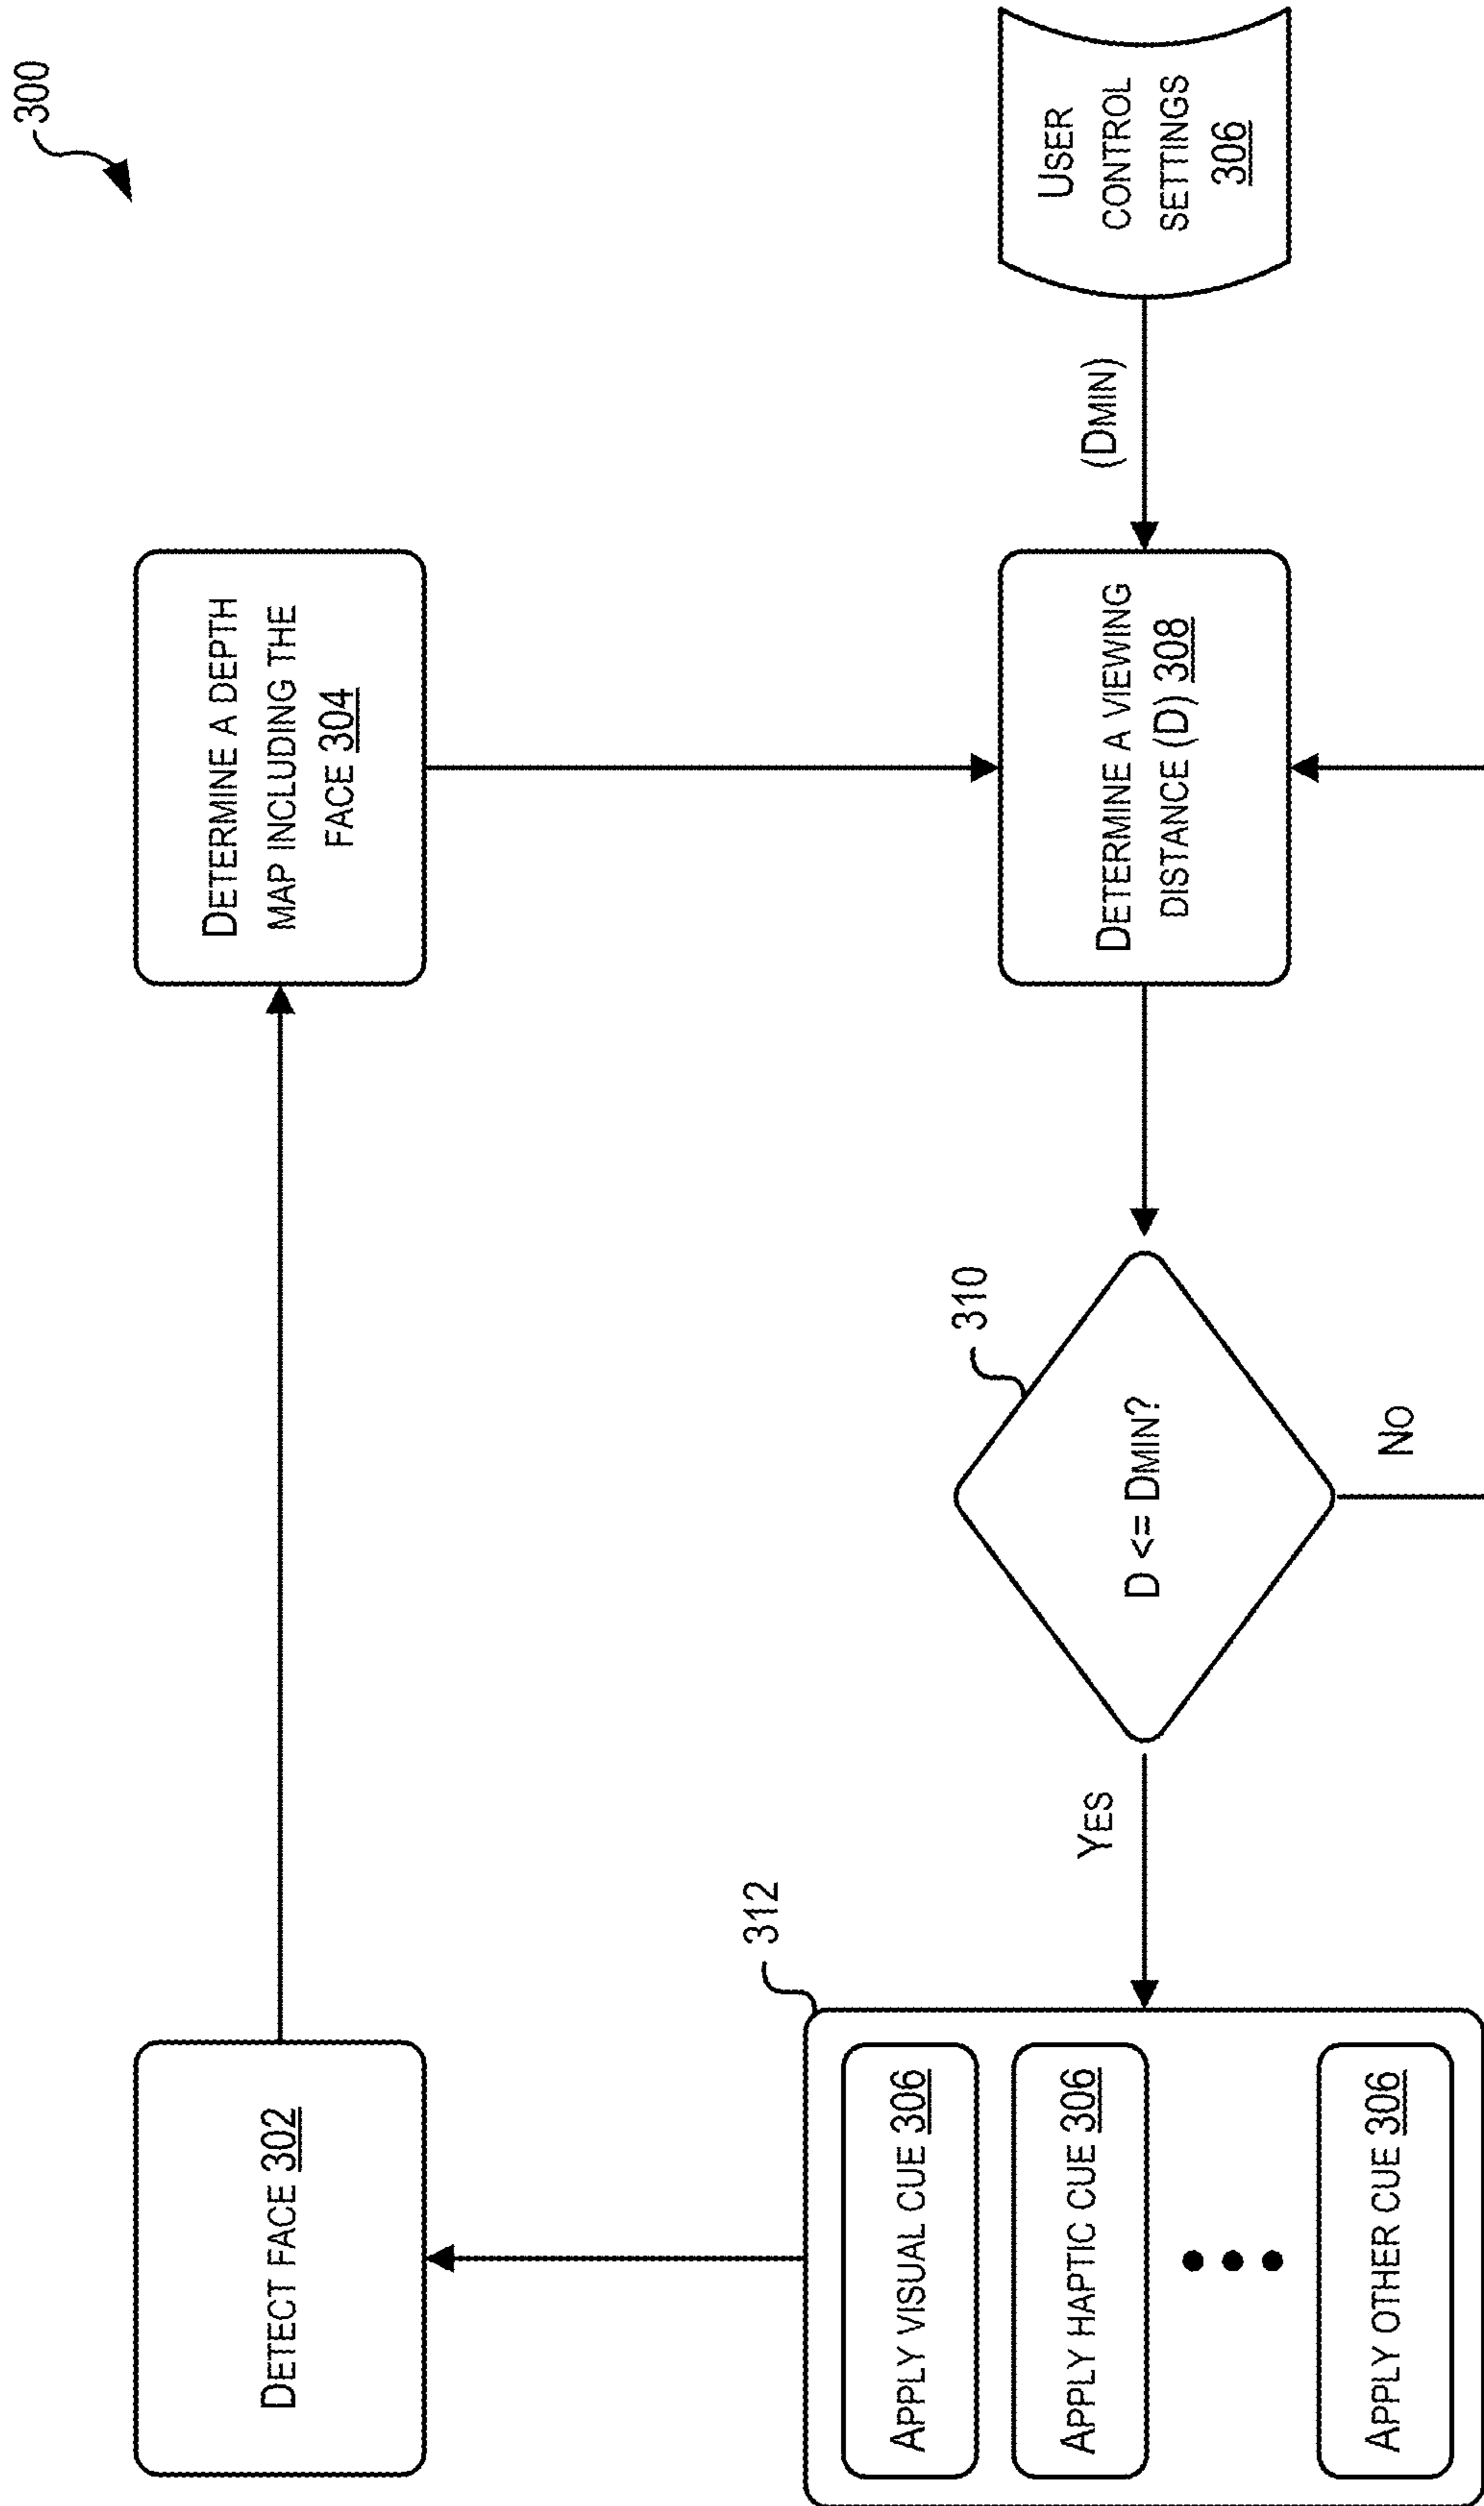 300
DETECT FACE 302
DETERMINE A DEPTH
MAP INCLUDING THE
FACE 304
312
APPLY VISUAL CUE 306
APPLY HAPTIC CUE 306
APPLY OTHER CUE 306
YES
310
D <= DMIN?
NO
DETERMINE A VIEWING
DISTANCE (D) 308
(DMIN)
USER
CONTROL
SETTINGS
306